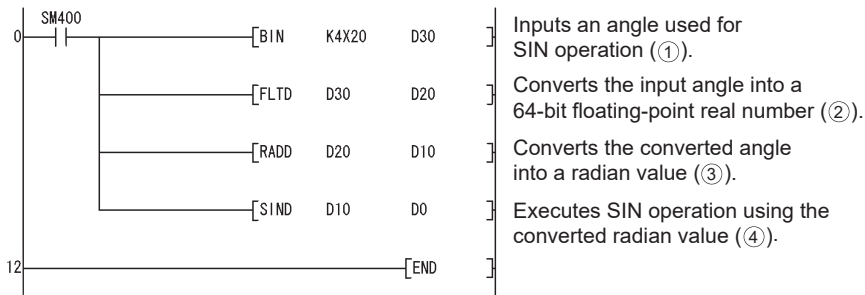 SM400
0 [BIN K4X20 D30 ] Inputs an angle used for
SIN operation (①).
[FLTD D30 D20 ] Converts the input angle into a
64-bit floating-point real number (②).
[RADD D20 D10 ] Converts the converted angle
into a radian value (③).
[SIND D10 D0 ] Executes SIN operation using the
converted radian value (④).
12 [END ]